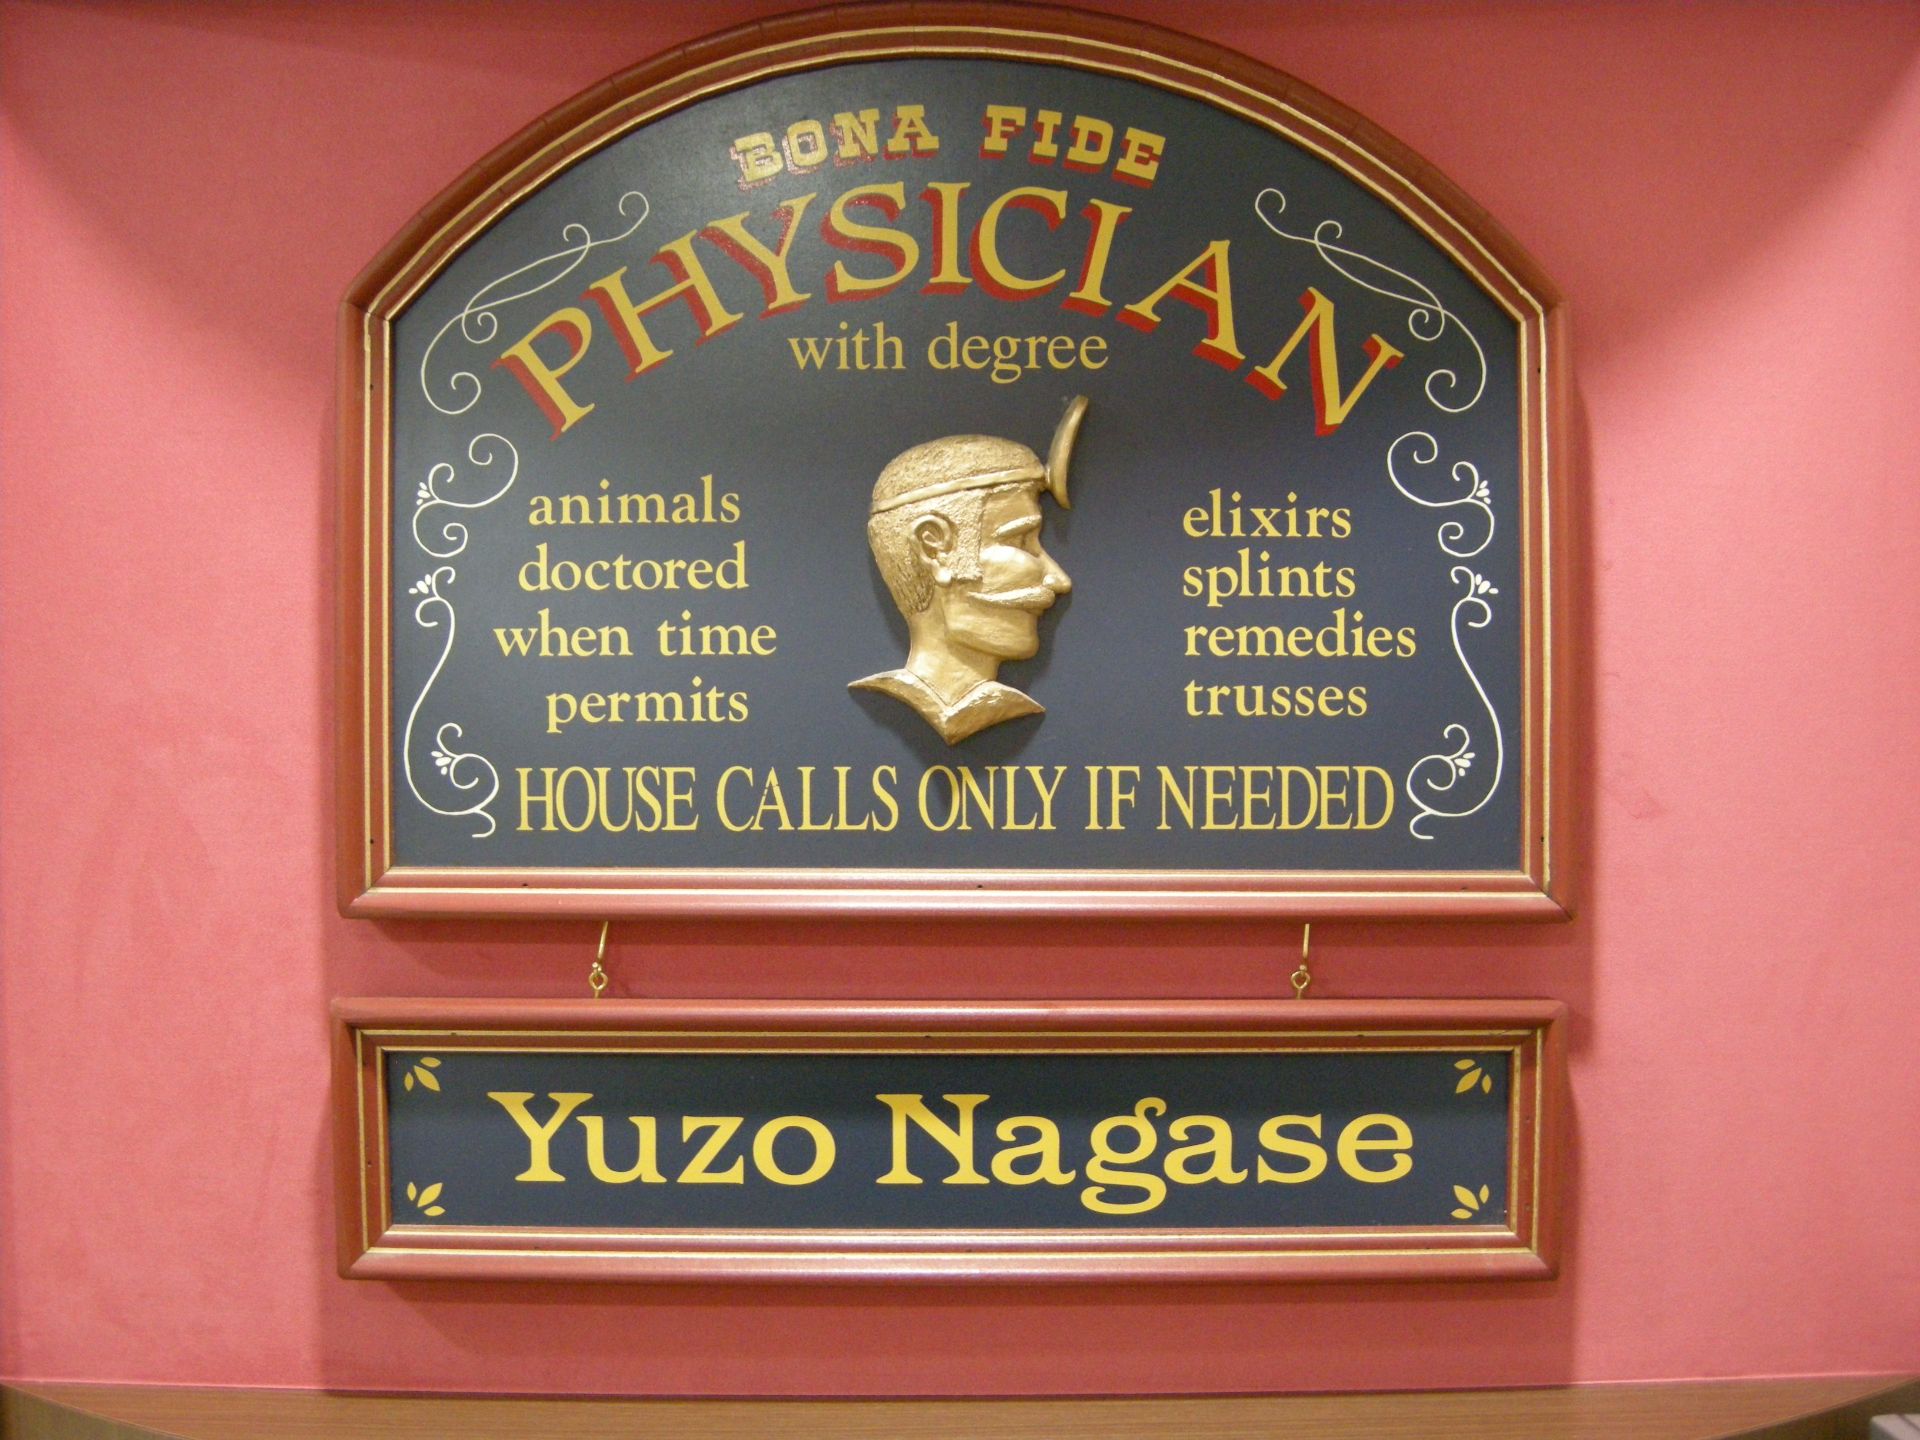 BONA FIDE
PHYSICIAN
with degree
animals
doctored
when time
permits
elixirs
splints
remedies
trusses
HOUSE CALLS ONLY IF NEEDED
Yuzo Nagase